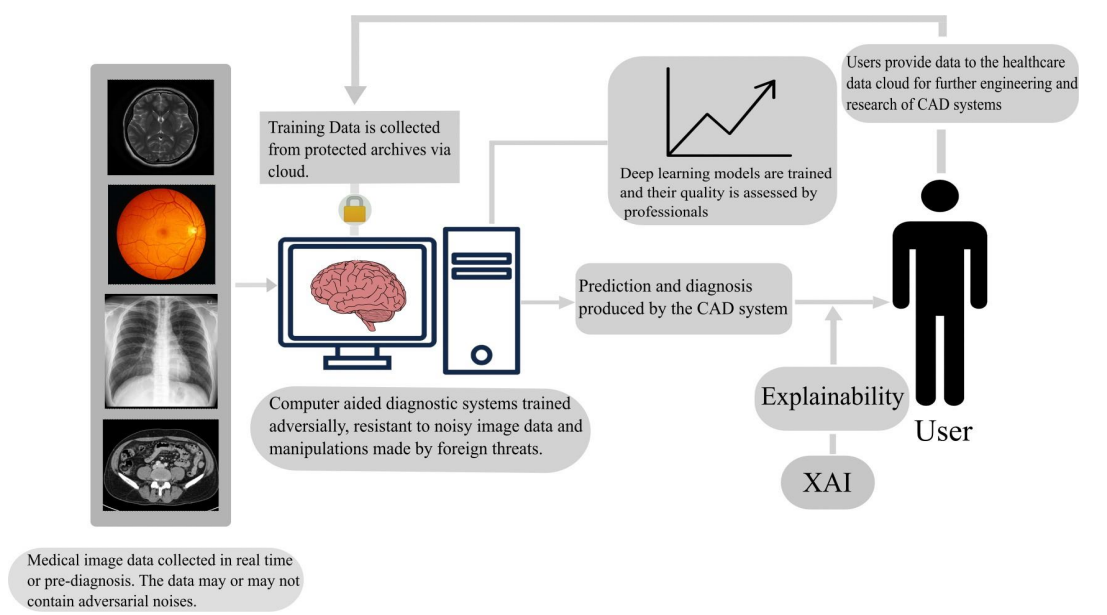 Users provide data to the healthcare
data cloud for further engineering and
research of CAD systems
Training Data is collected
from protected archives via
cloud.
Deep learning models are trained
and their quality is assessed by
professionals
Prediction and diagnosis
produced by the CAD system
Computer aided diagnostic systems trained
adversially, resistant to noisy image data and
manipulations made by foreign threats.
Explainability
User
XAI
Medical image data collected in real time
or pre-diagnosis. The data may or may not
contain adversarial noises.